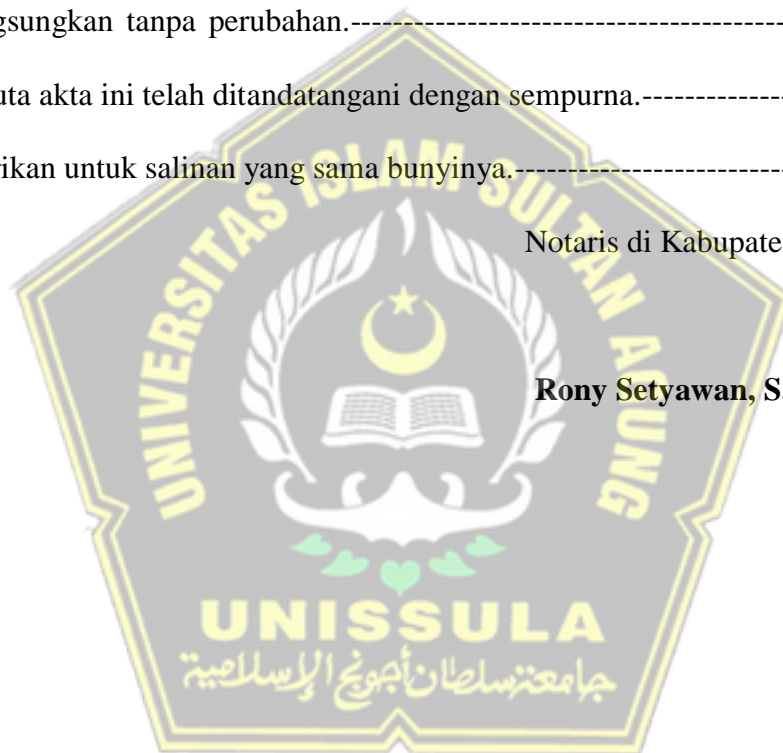 gsungkan tanpa perubahan.-----------------------------------------
uta akta ini telah ditandatangani dengan sempurna.--------------
rikan untuk salinan yang sama bunyinya.--------------------------
Notaris di Kabupate
Rony Setyawan, S.
UNIVERSITAS ISLAM SULTAN AGUNG
UNISSULA
جامعة سلطان أجونج الإسلامية